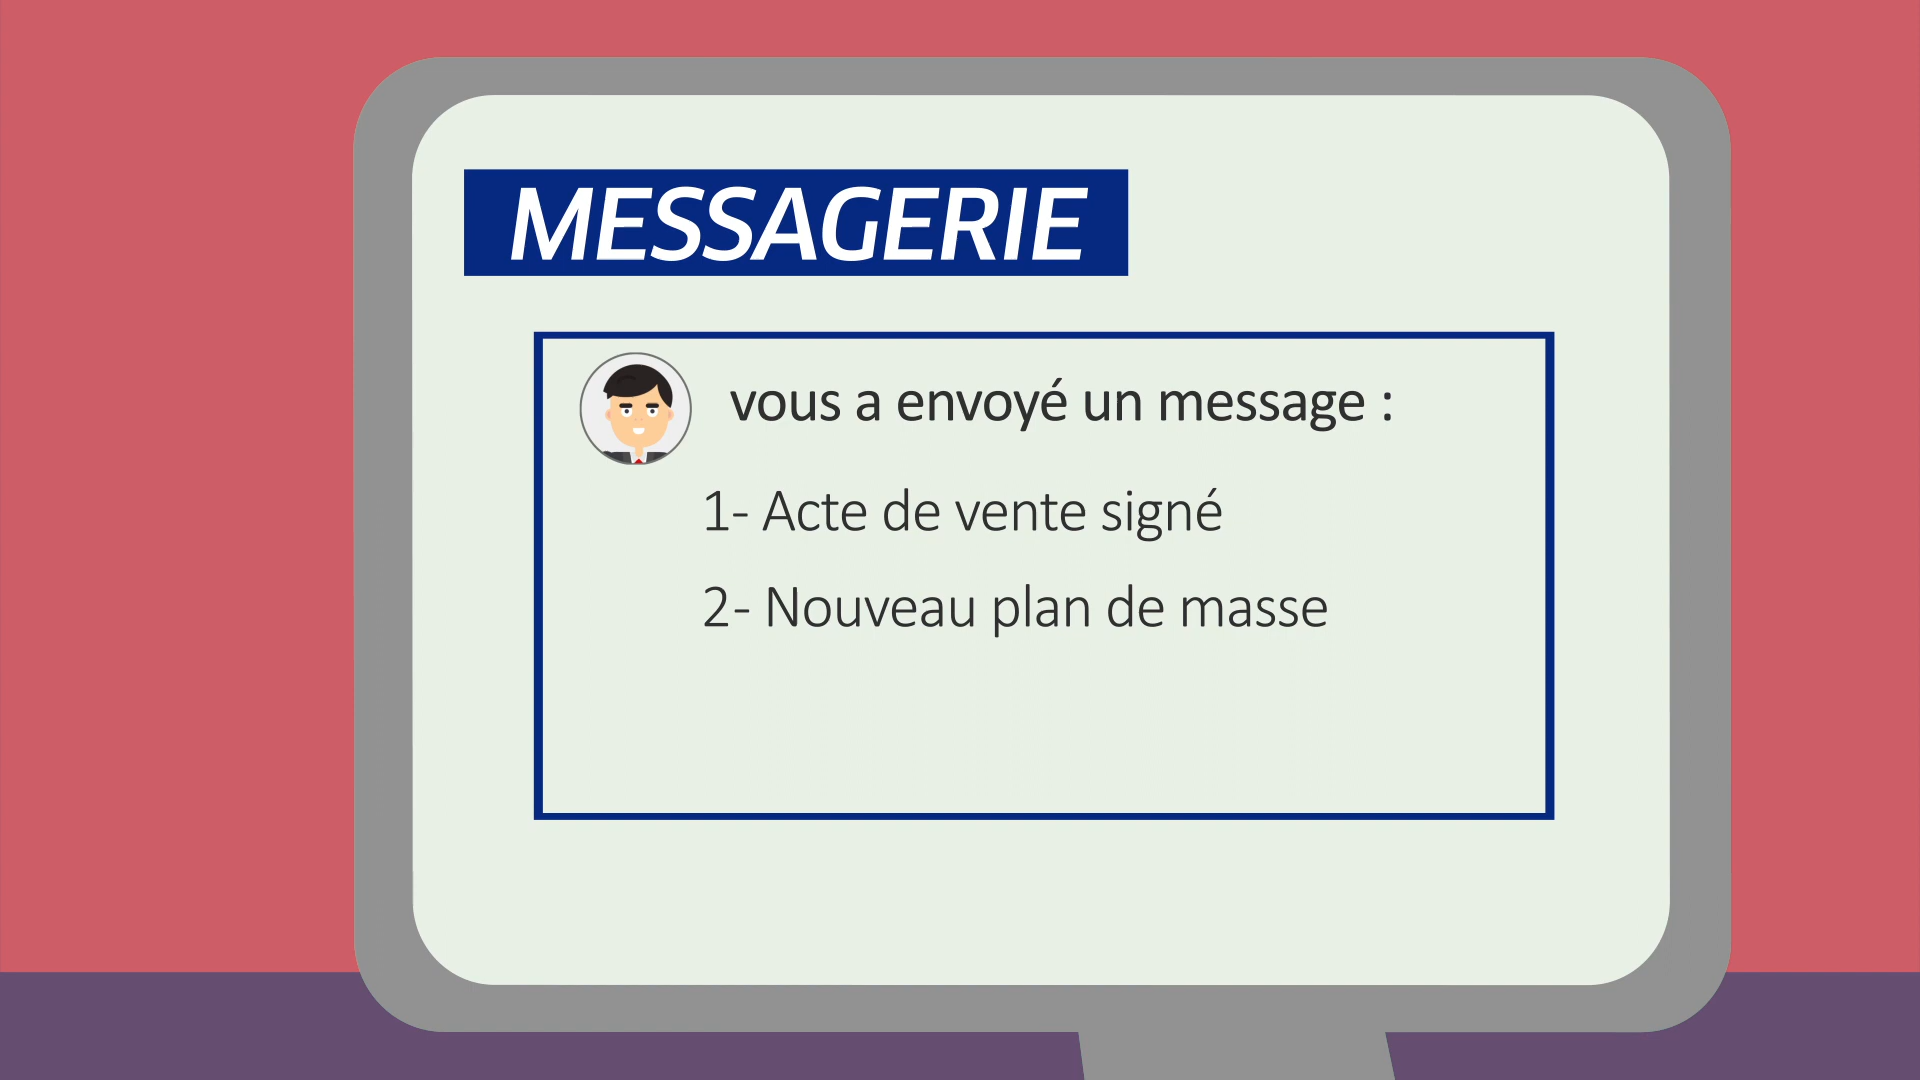 MESSAGERIE
vous a envoyé un message :
1- Acte de vente signé
2- Nouveau plan de masse